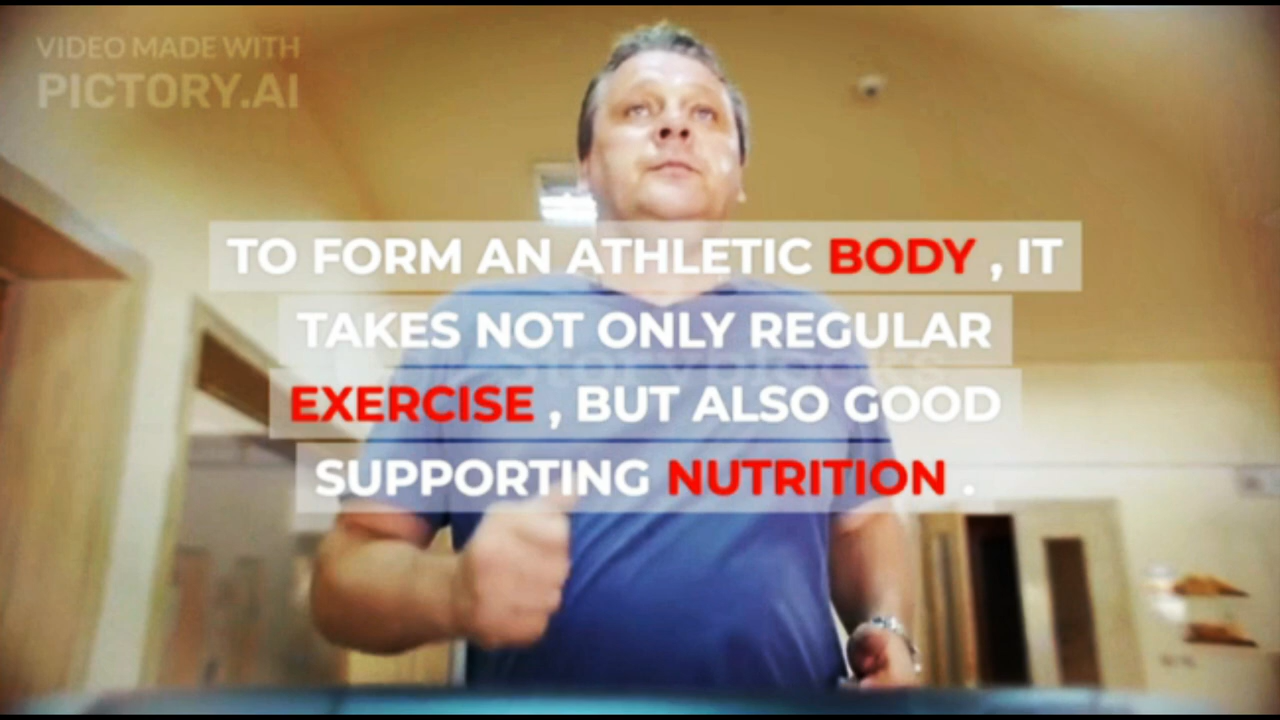 VIDEO MADE WITH
PICTORY.AI
TO FORM AN ATHLETIC BODY , IT
TAKES NOT ONLY REGULAR
storyblocks
EXERCISE , BUT ALSO GOOD
SUPPORTING NUTRITION .